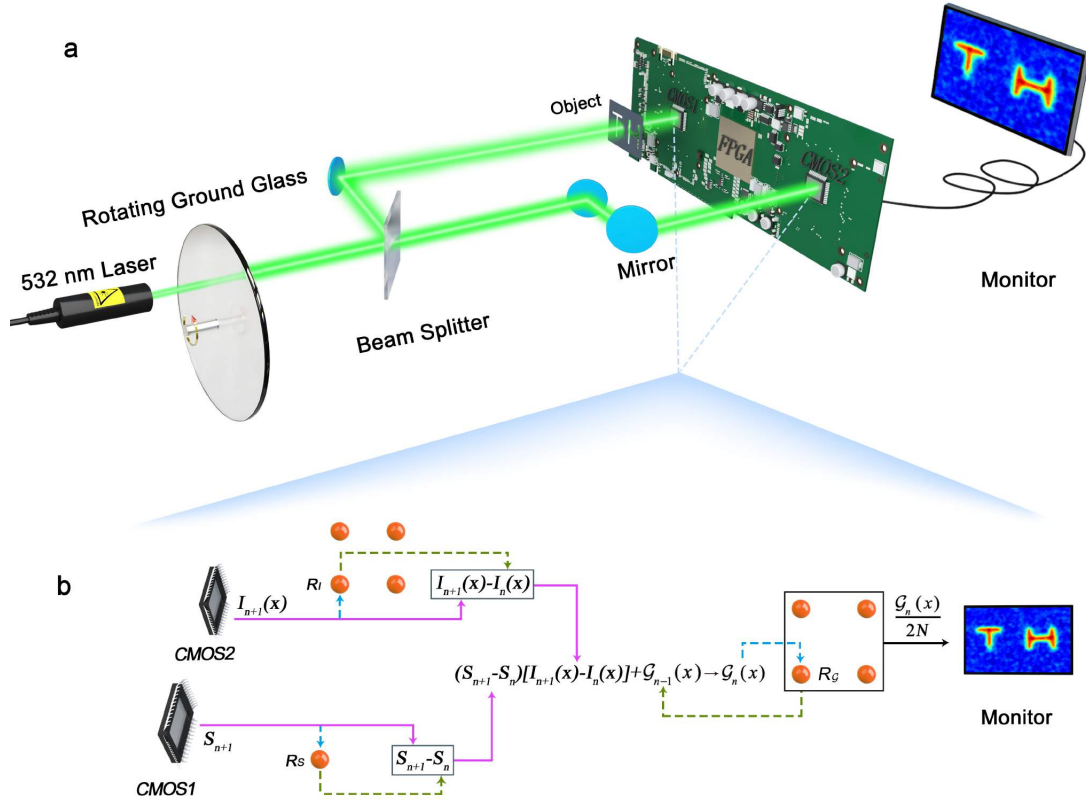 a
Object
CMOS1
FPGA
CMOS2
Rotating Ground Glass
532 nm Laser
Mirror
Beam Splitter
Monitor
b
R_I
I_{n+1}(x)-I_n(x)
I_{n+1}(x)
CMOS2
\frac{𝒢_n(x)}{2N}
(S_{n+1}-S_n)[I_{n+1}(x)-I_n(x)]+𝒢_{n-1}(x)→𝒢_n(x)
R_𝒢
Monitor
S_{n+1}
R_S
S_{n+1}-S_n
CMOS1